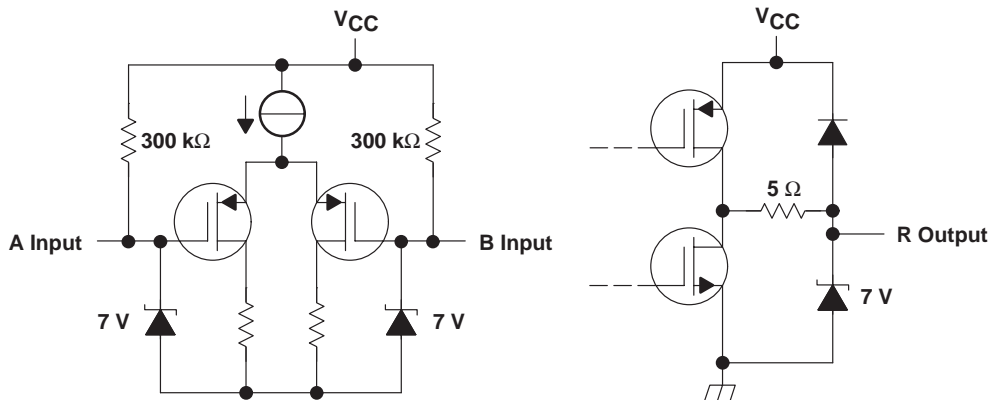 VCC
300 kΩ
300 kΩ
A Input
B Input
7 V
7 V
VCC
5 Ω
R Output
7 V